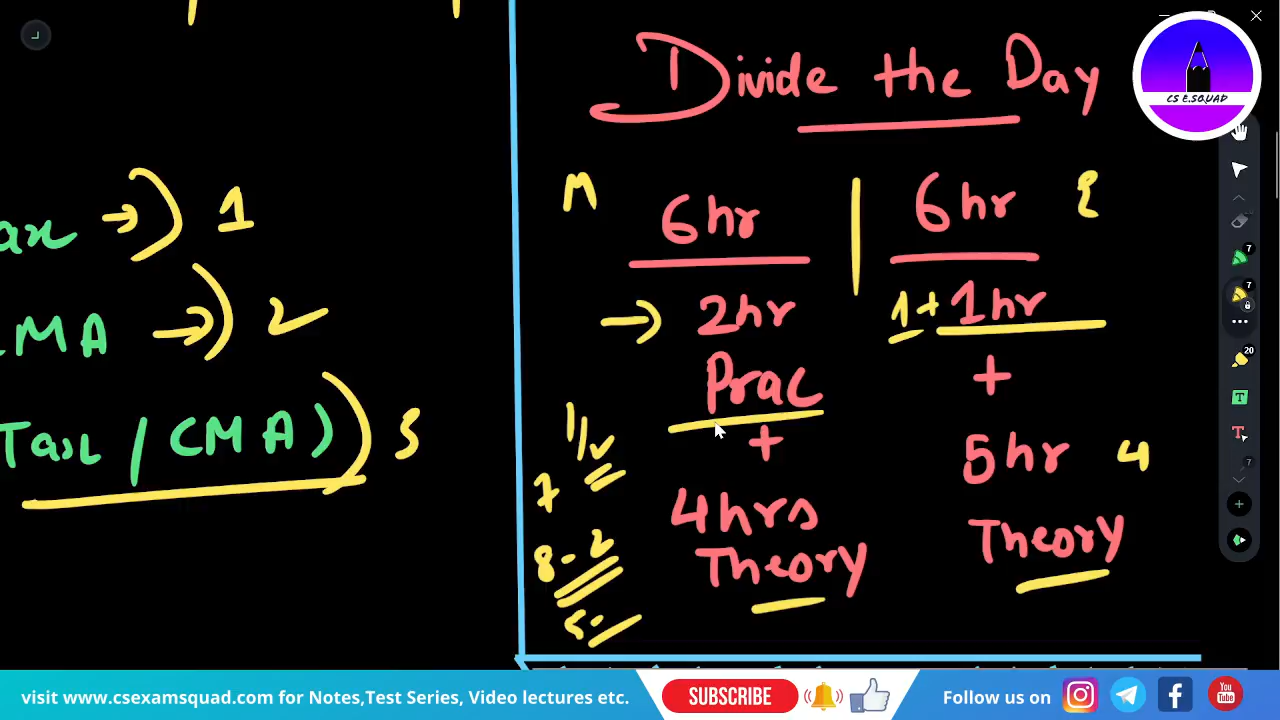 CS E.SQUAD
Divide the Day
M 6hr 6hr E
→ 2hr 1 + 1hr
Prac +
+ 5hr 4
4hrs Theory
Theory
7
8 - 2
ax → ) 1
MA → ) 2
Tax / CMA ) 3
visit www.csexamsquad.com for Notes,Test Series, Video lectures etc.
SUBSCRIBE
Follow us on
You
Tube